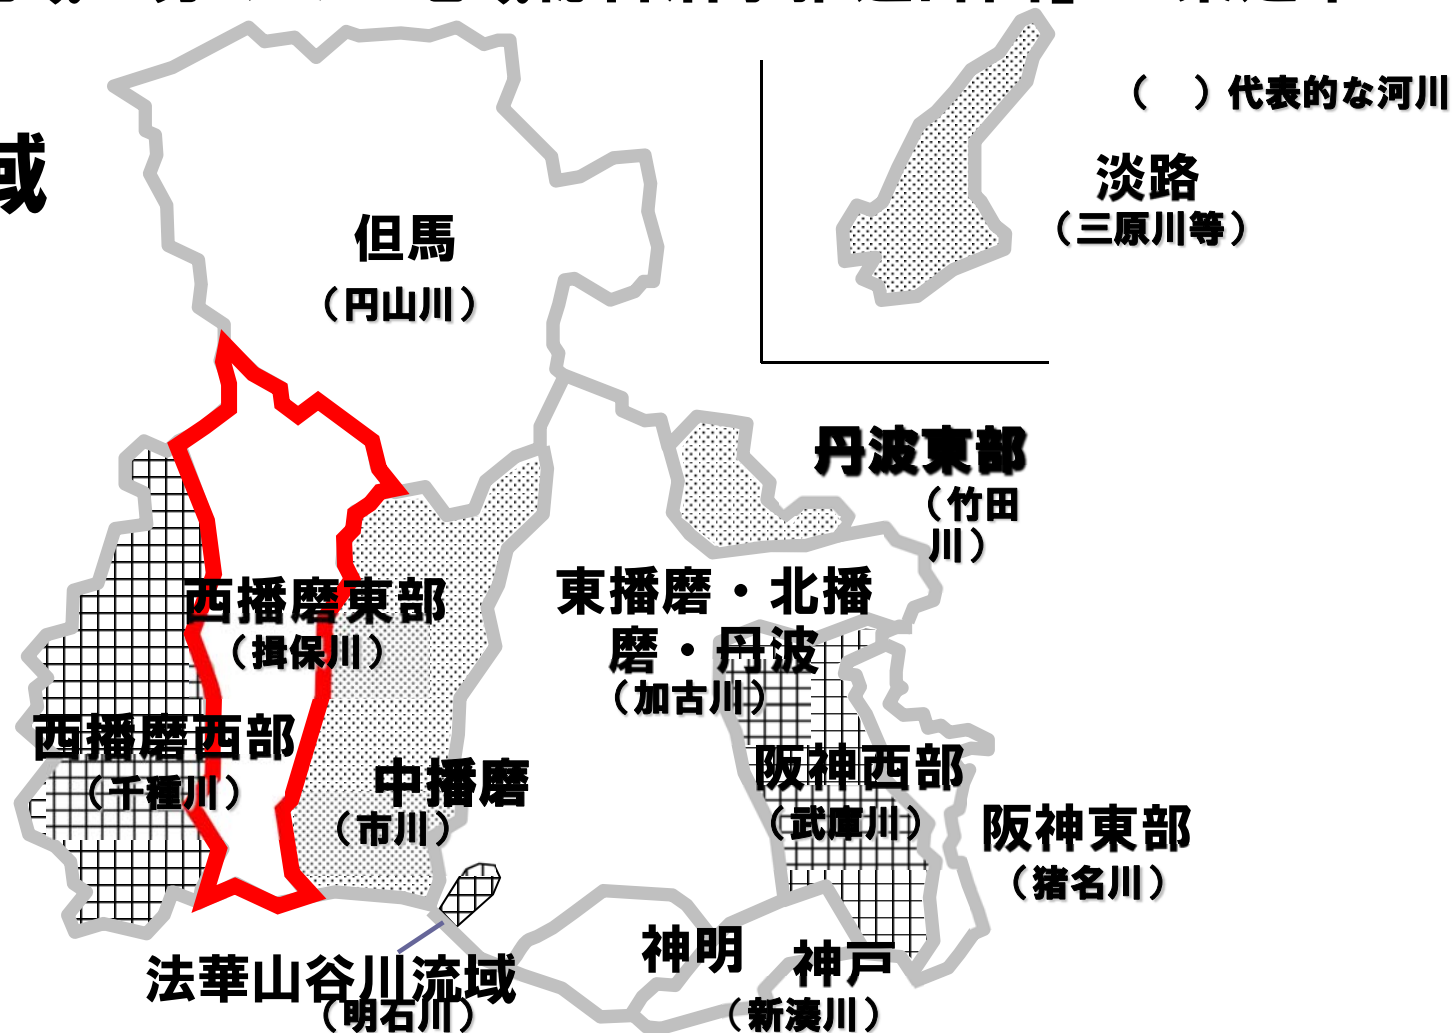 域
（　）代表的な河川
淡路
（三原川等）
但馬
（円山川）
丹波東部
（竹田
川）
西播磨東部
（揖保川）
東播磨・北播
磨・丹波
（加古川）
西播磨西部
（千種川）
中播磨
（市川）
阪神西部
（武庫川）
阪神東部
（猪名川）
神明
神戸
（新湊川）
法華山谷川流域
（明石川）